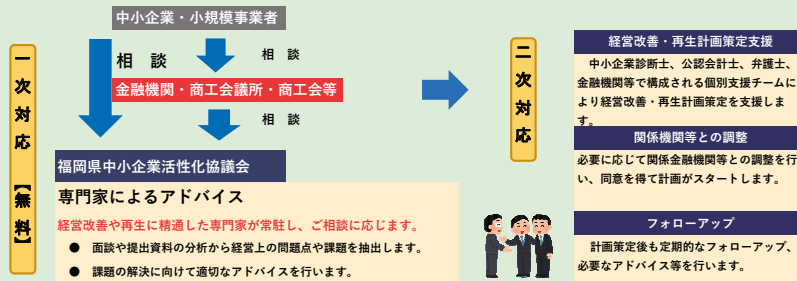 一次対応【無料】
中小企業・小規模事業者
相　談
相　談
金融機関・商工会議所・商工会等
相　談
福岡県中小企業活性化協議会
専門家によるアドバイス
経営改善や再生に精通した専門家が常駐し、ご相談に応じます。
● 面談や提出資料の分析から経営上の問題点や課題を抽出します。
● 課題の解決に向けて適切なアドバイスを行います。
二次対応
経営改善・再生計画策定支援
中小企業診断士、公認会計士、弁護士、
金融機関等で構成される個別支援チームに
より経営改善・再生計画策定を支援しま
す。
関係機関等との調整
必要に応じて関係金融機関等との調整を行
い、同意を得て計画がスタートします。
フォローアップ
計画策定後も定期的なフォローアップ、
必要なアドバイス等を行います。